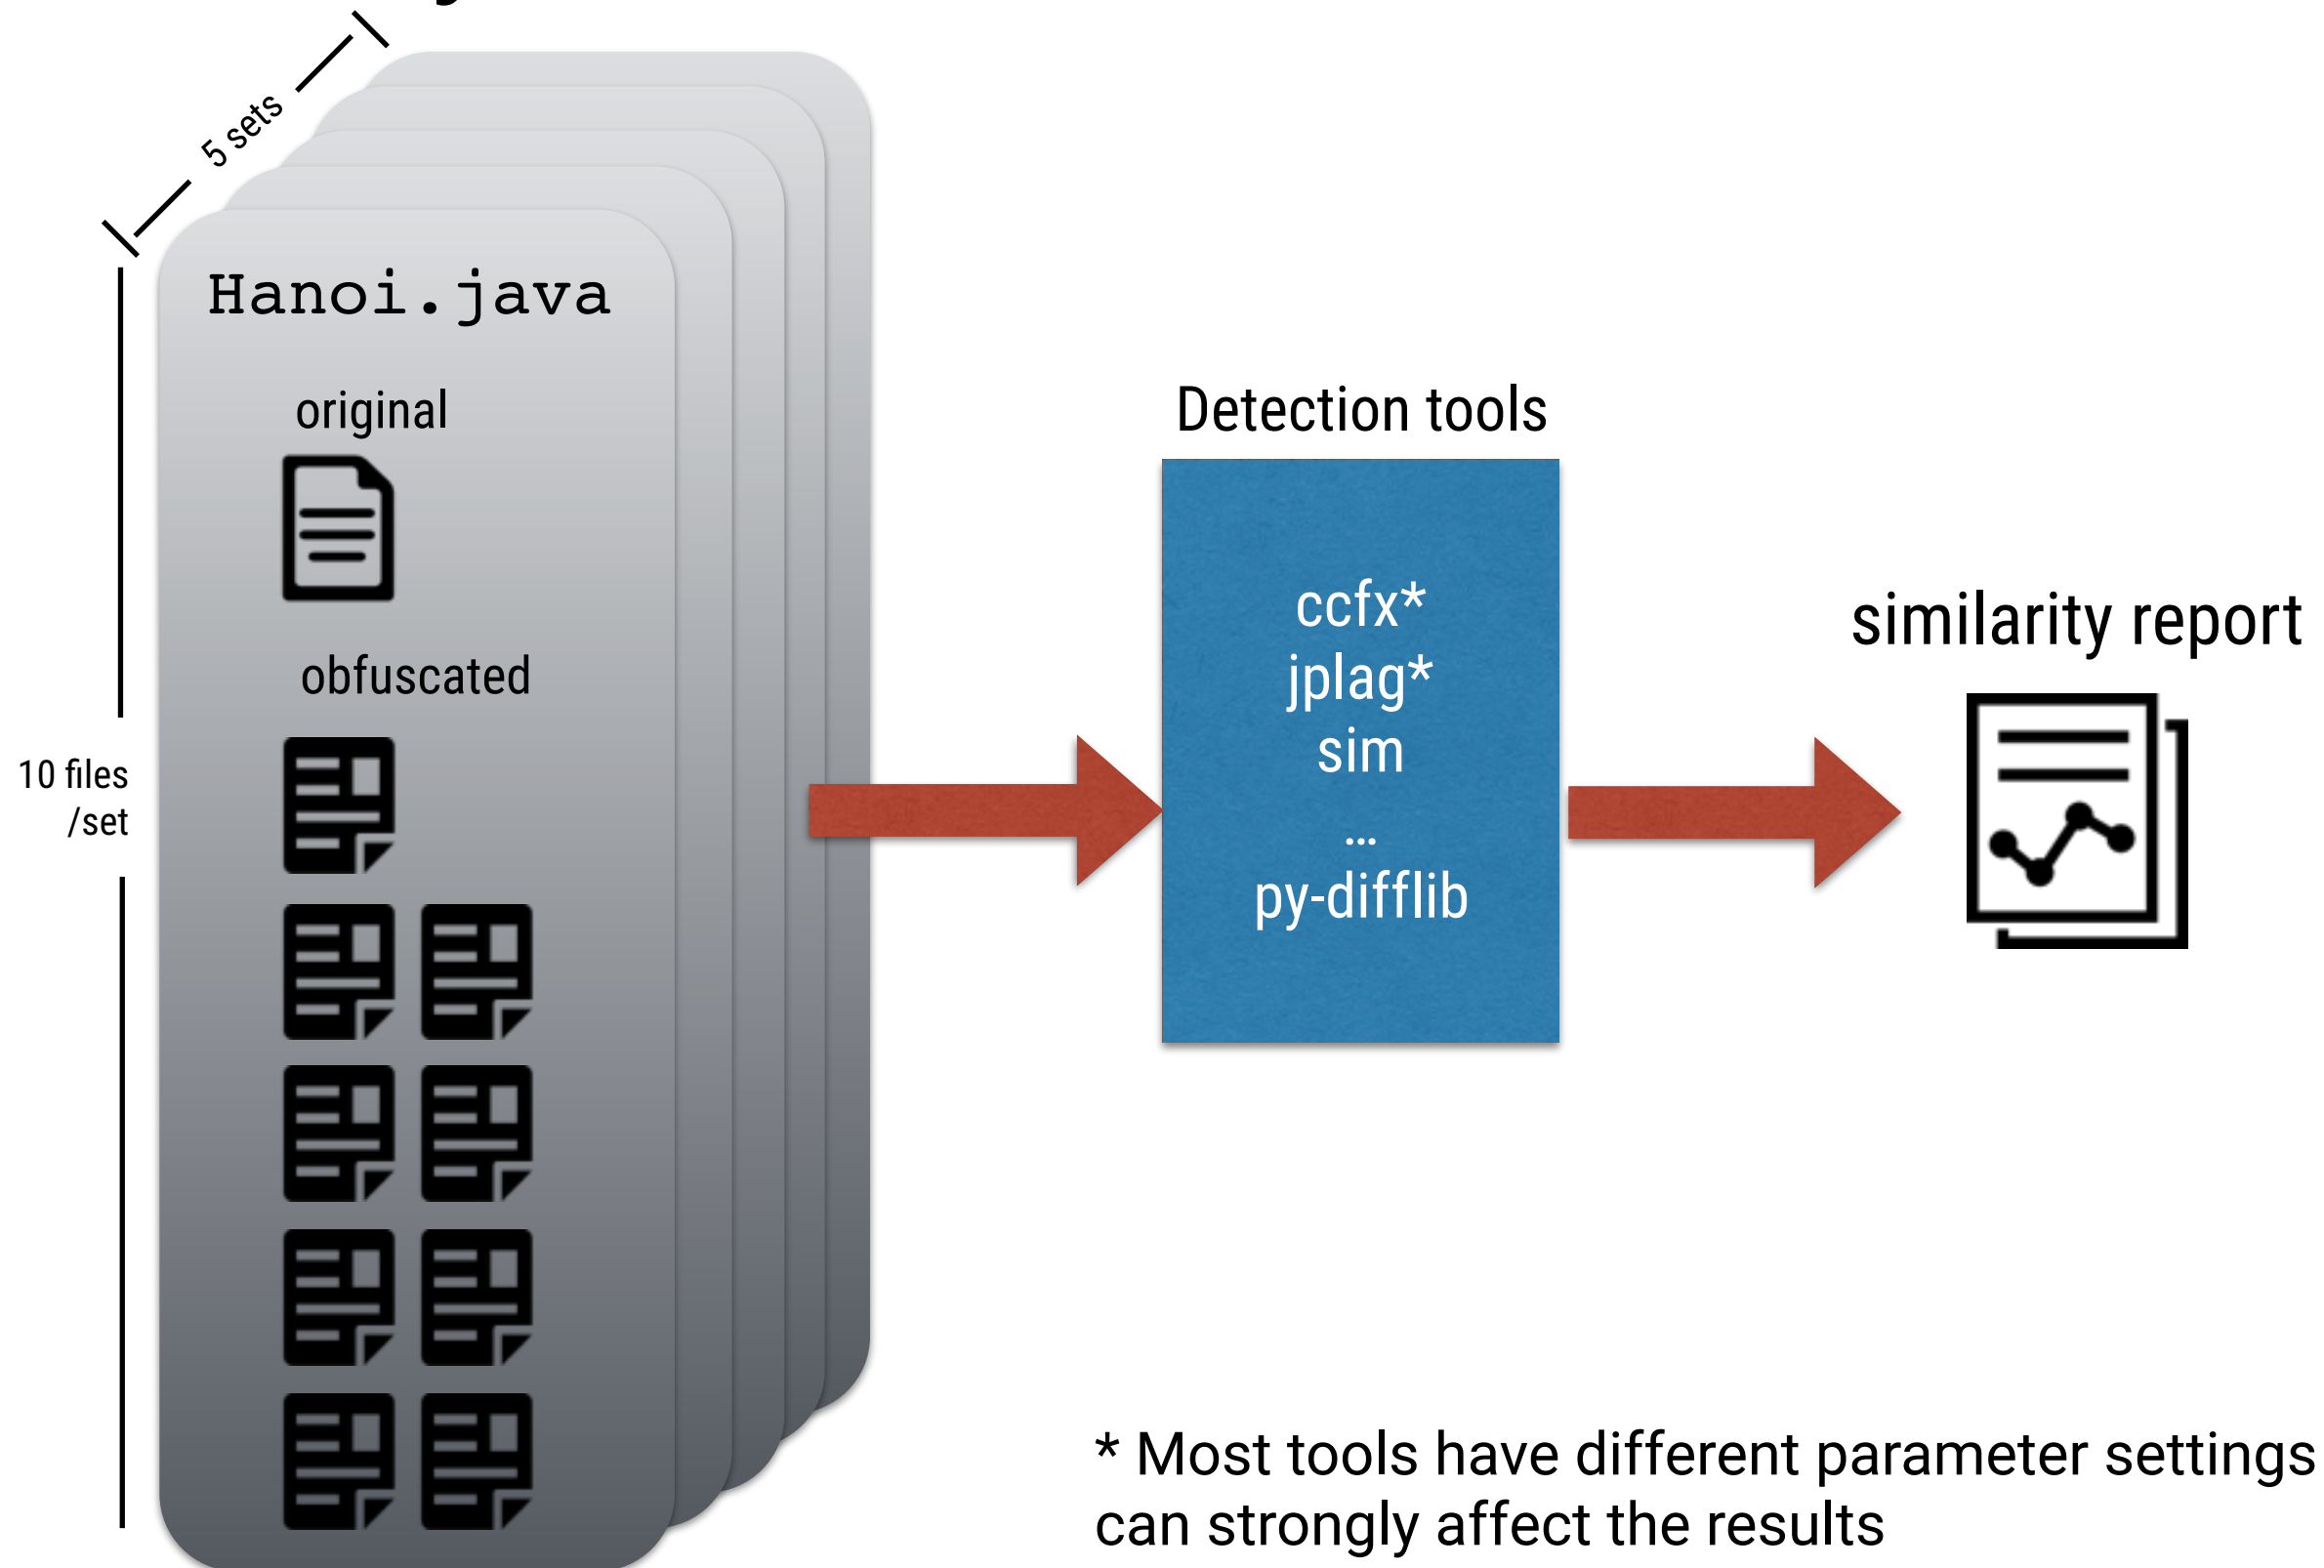 5 sets
Hanoi.java
original
obfuscated
10 files
/set
Detection tools
ccfx*
jplag*
sim
...
py-difflib
similarity report
* Most tools have different parameter settings
can strongly affect the results